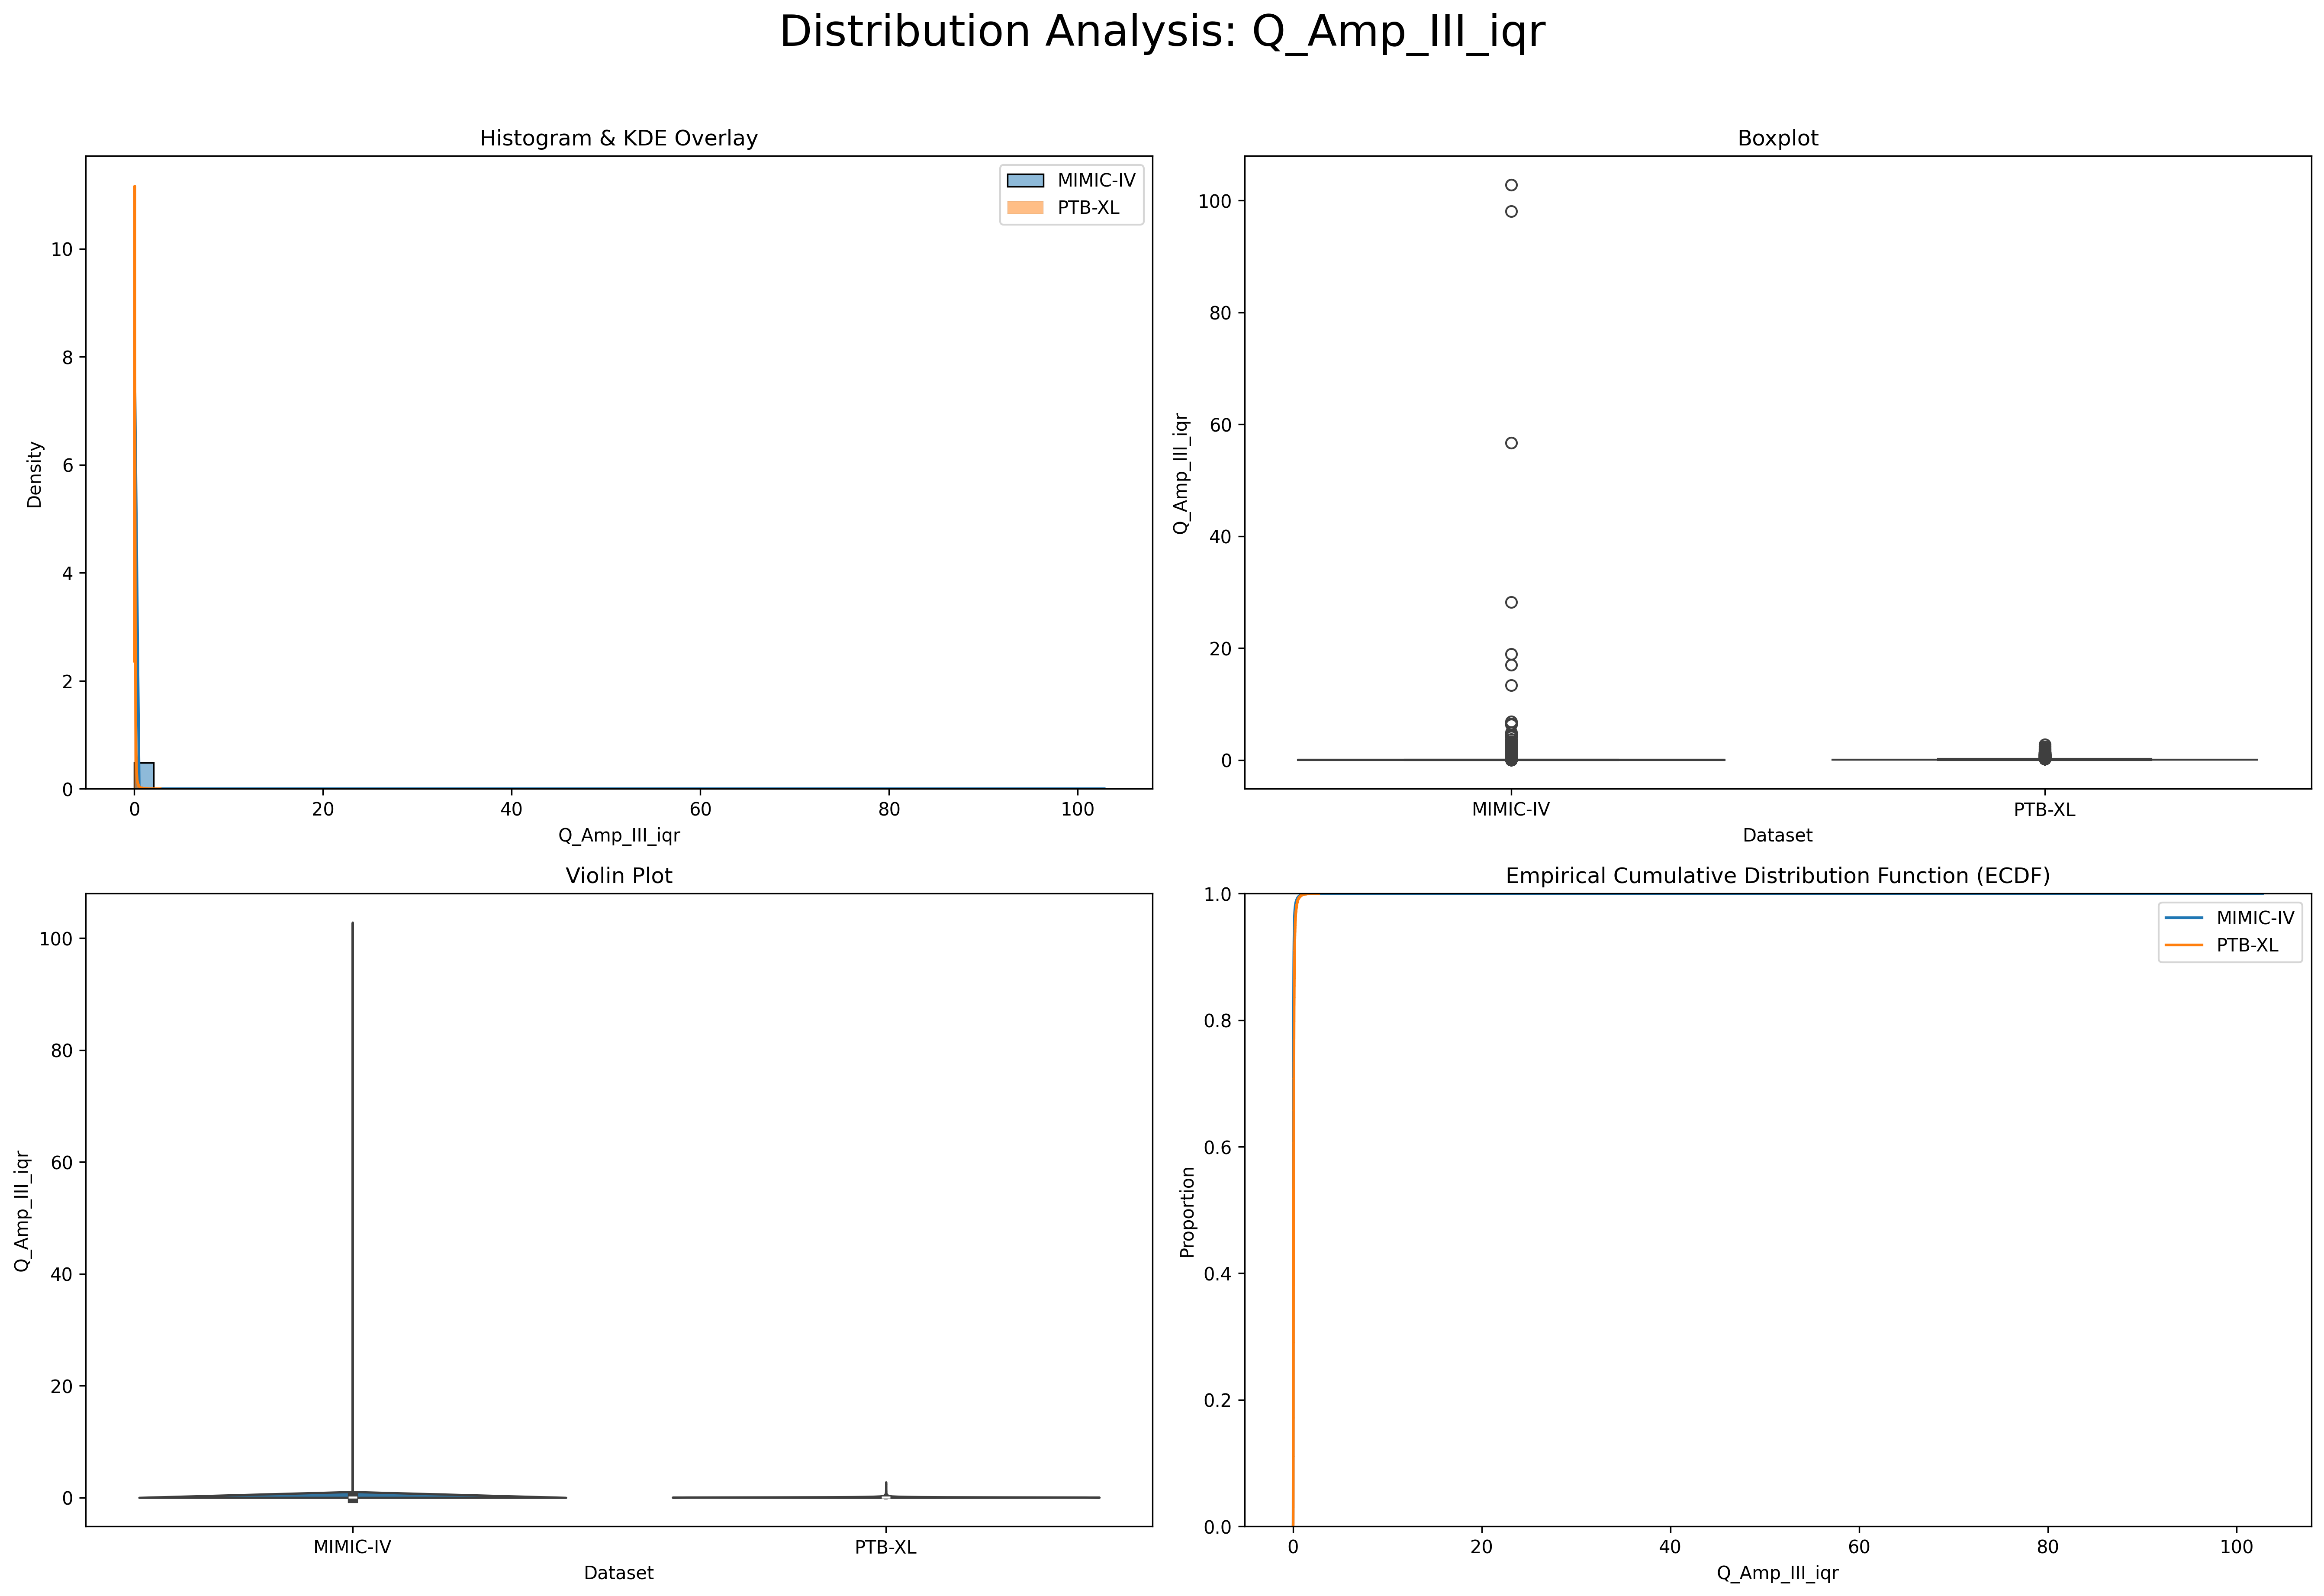 Distribution Analysis: Q_Amp_III_iqr
Histogram & KDE Overlay
MIMIC-IV
PTB-XL
Density
10
8
6
4
2
0
0 20 40 60 80 100
Q_Amp_III_iqr
Boxplot
Q_Amp_III_iqr
100
80
60
40
20
0
MIMIC-IV PTB-XL
Dataset
Violin Plot
Q_Amp_III_iqr
100
80
60
40
20
0
MIMIC-IV PTB-XL
Dataset
Empirical Cumulative Distribution Function (ECDF)
MIMIC-IV
PTB-XL
Proportion
1.0
0.8
0.6
0.4
0.2
0.0
0 20 40 60 80 100
Q_Amp_III_iqr